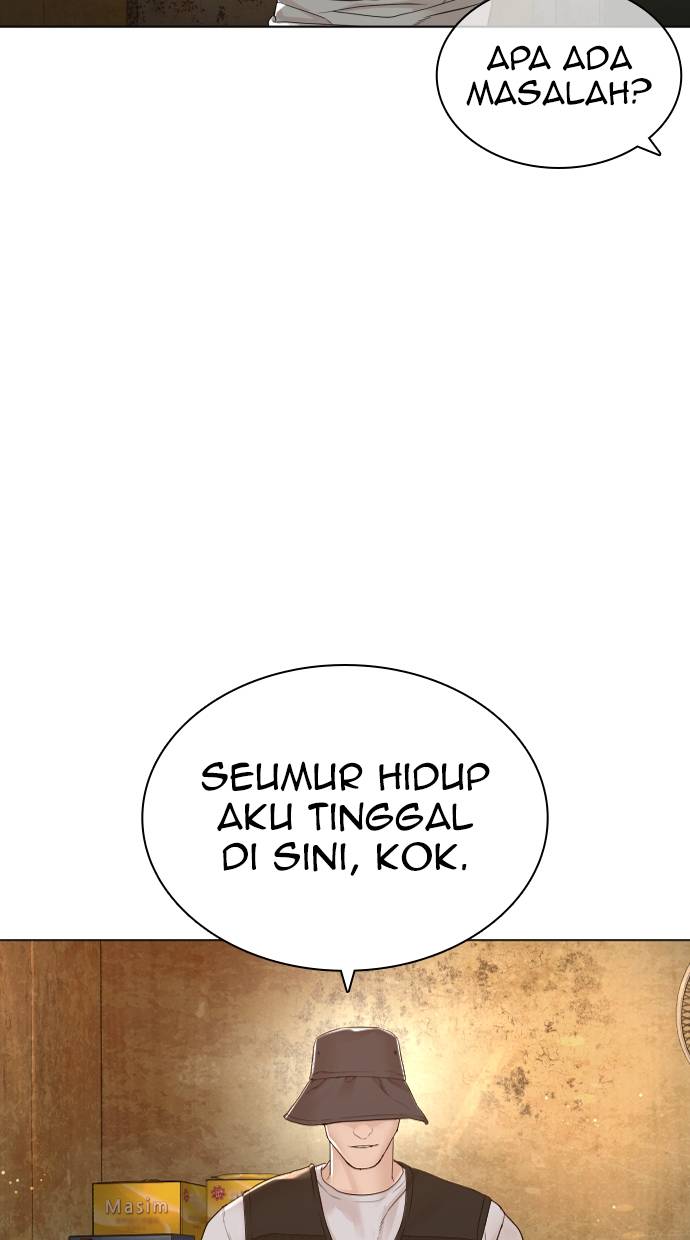 APA ADA
MASALAH?
SEUMUR HIDUP
AKU TINGGAL
DI SINI, KOK.
Masim